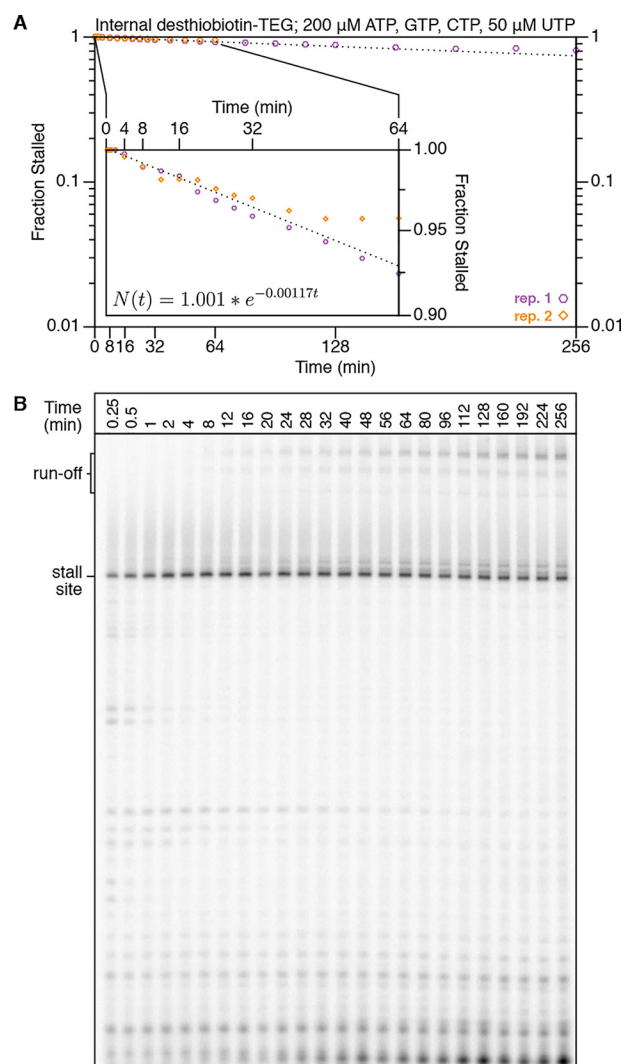 A
Internal desthiobiotin-TEG; 200 µM ATP, GTP, CTP, 50 µM UTP
1
1
Time (min)
0 4 8 16 32 64
1.00
0.1
0.1
Fraction Stalled
Fraction Stalled
0.95
N(t) = 1.001 * e^{-0.00117t}
0.90
rep. 1
rep. 2
0.01
0.01
0 8 16 32 64 128 256
Time (min)
B
Time (min)
0.25 0.5 1 2 4 8 12 16 20 24 28 32 40 48 56 64 80 96 112 128 160 192 224 256
run-off
stall
site